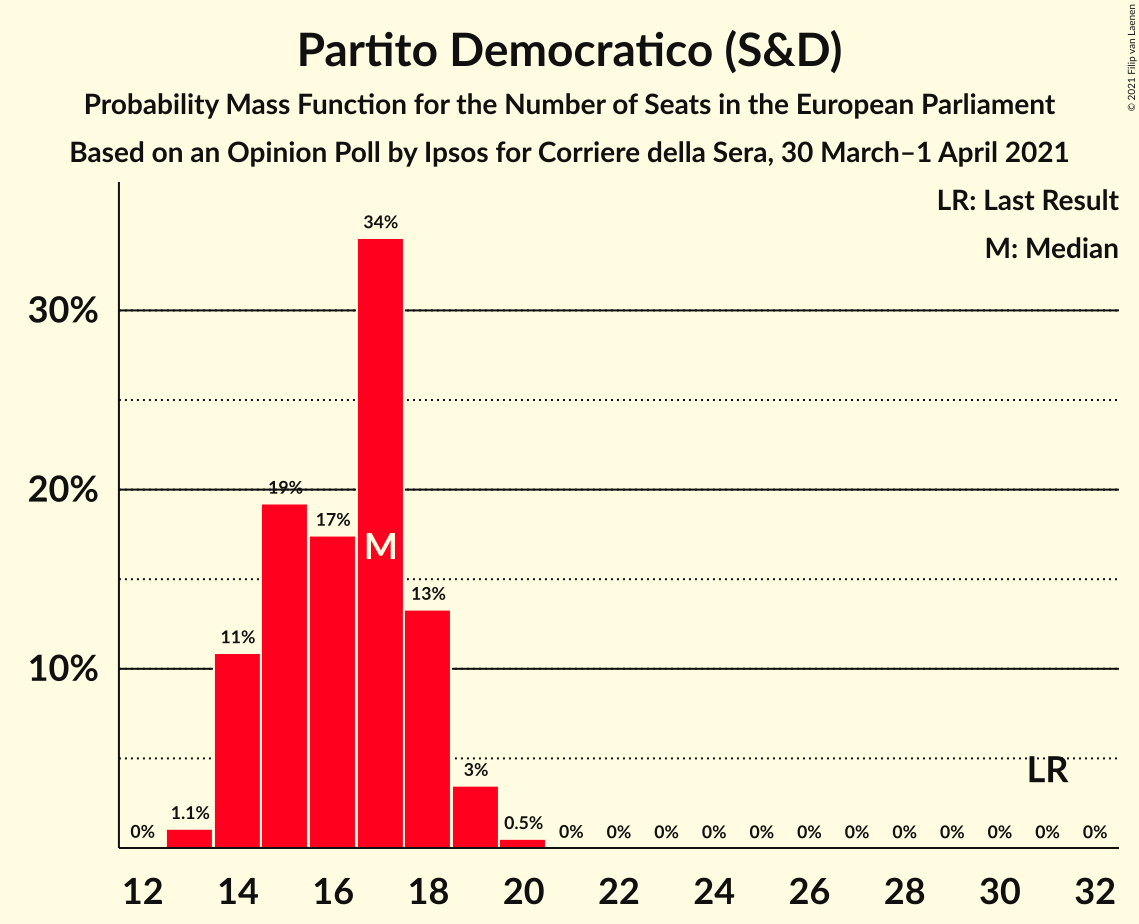 © 2021 Filip van Laenen
Partito Democratico (S&D)
Probability Mass Function for the Number of Seats in the European Parliament
Based on an Opinion Poll by Ipsos for Corriere della Sera, 30 March–1 April 2021
LR: Last Result
M: Median
34%
30%
19%
20%
17%
M
13%
11%
10%
3%
LR
1.1%
0.5%
0% 0% 0% 0% 0% 0% 0% 0% 0% 0% 0% 0% 0%
12 14 16 18 20 22 24 26 28 30 32